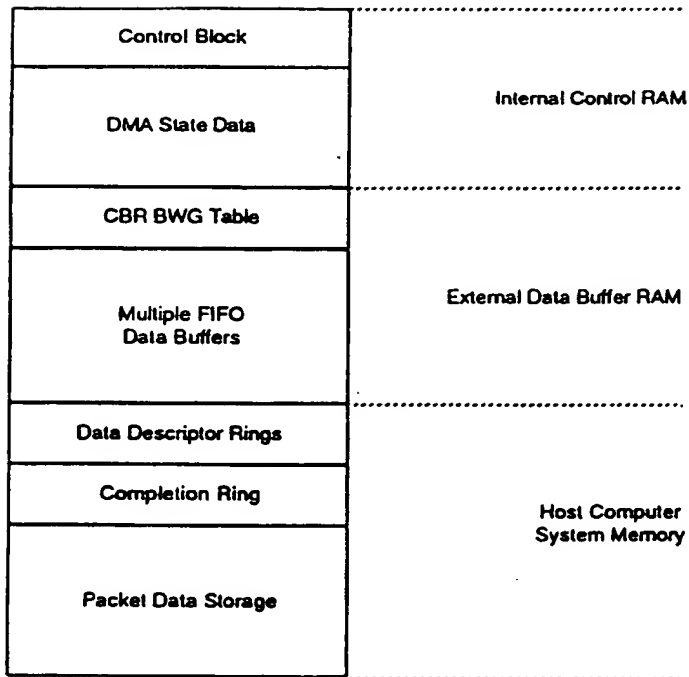 Control Block
Internal Control RAM
DMA State Data
CBR BWG Table
External Data Buffer RAM
Multiple FIFO
Data Buffers
Data Descriptor Rings
Completion Ring
Host Computer
System Memory
Packet Data Storage